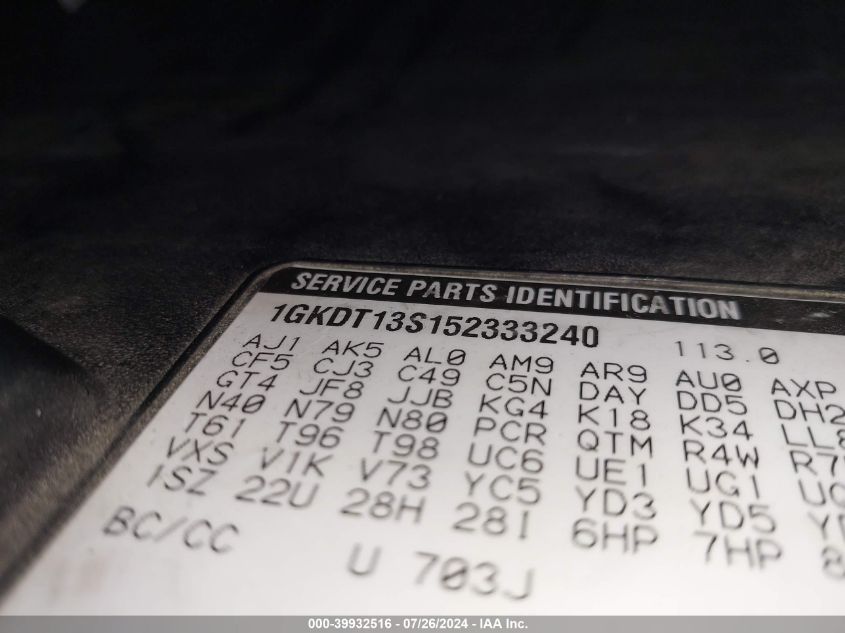 SERVICE PARTS IDENTIFICATION
1GKDT13S152333240 113.0
AJ1 AK5 AL0 AM9 AR9 AU0 AXP
CF5 CJ3 C49 C5N DAY DD5 DH2
GT4 JF8 JJB KG4 K18 K34
N40 N79 N80 PCR QTM R4W
T61 T96 T98 UC6 UE1 UG1
VXS V1K V73 YC5 YD3 YD5
1SZ 22U 28H 28I 6HP 7HP
BC/CC U 703J
000-39932516 - 07/26/2024 - IAA Inc.